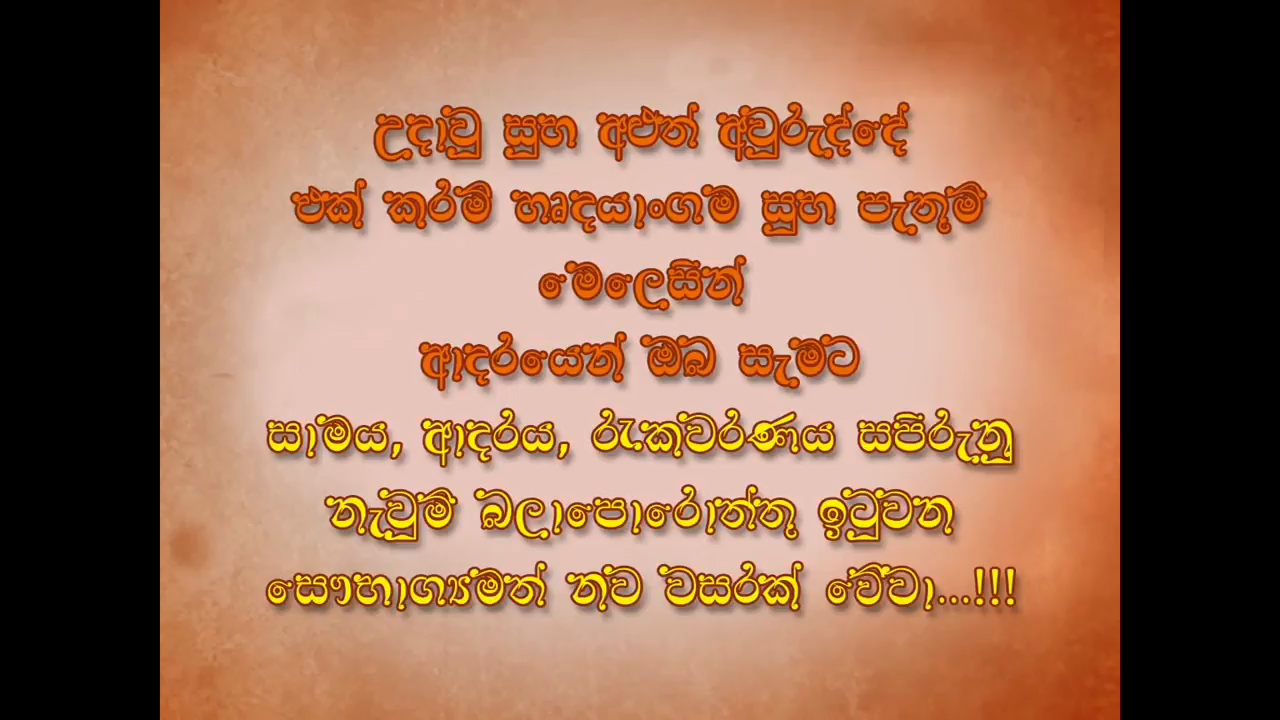 උදාවූ සුභ අළුත් අවුරුද්දේ
එක් කරම් හෘදයාංගම සුභ පැතුම්
මෙලෙසින්
ආදරයෙන් ඔබ සැමට
සාමය, ආදරය, රැකවරණය සපිරුනු
නැවුම් බලාපොරොත්තු ඉටුවන
සෞභාග්‍යමත් නව වසරක් වේවා...!!!